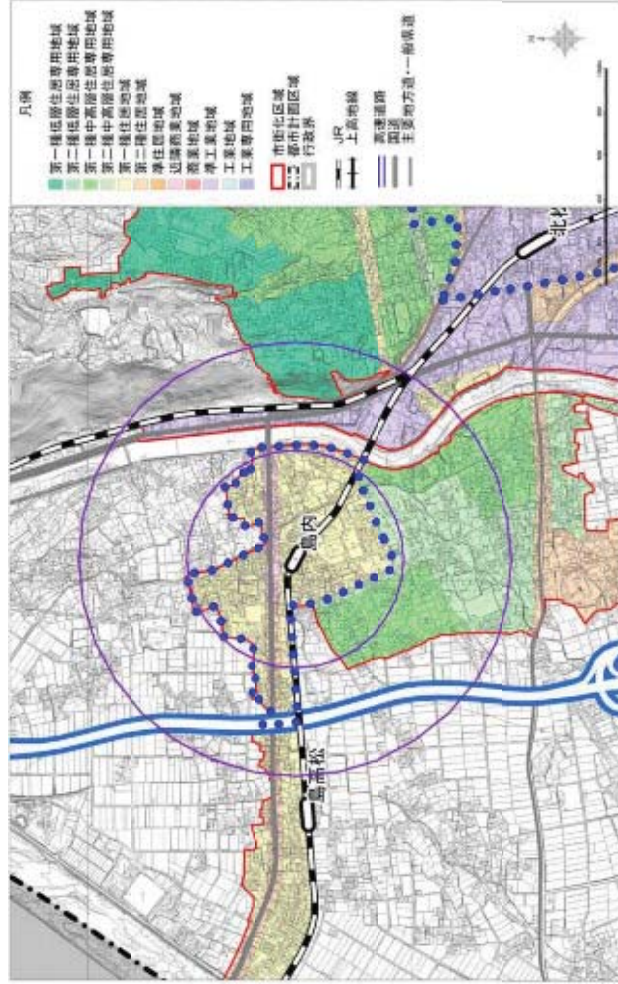 凡例
第一種低層住居専用地域
第二種低層住居専用地域
第一種中高層住居専用地域
第二種中高層住居専用地域
第一種住居地域
第二種住居地域
準住居地域
近隣商業地域
商業地域
準工業地域
工業地域
工業専用地域
市街化区域
都市計画区域
行政界
JR
上高地線
高速道路
国道
主要地方道・一般県道
島内
島高松
北松